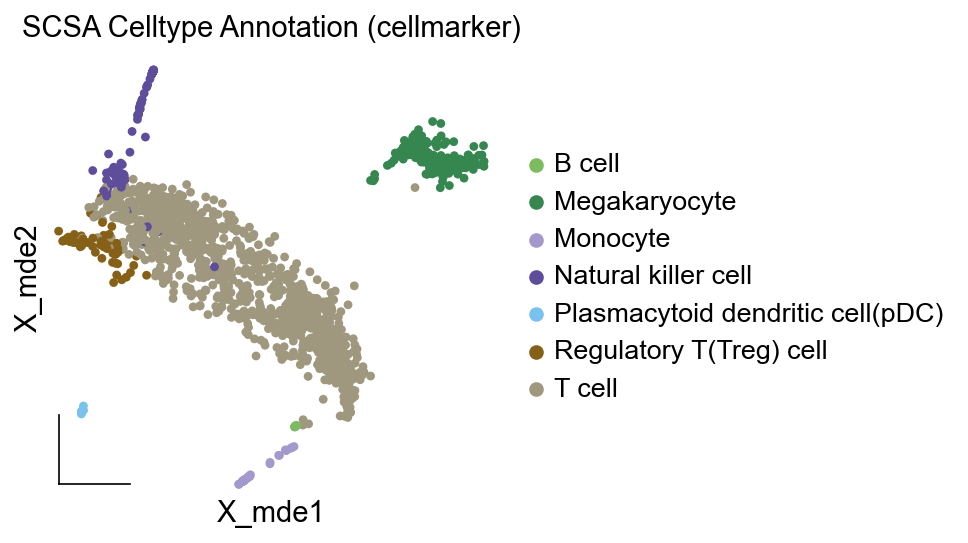 SCSA Celltype Annotation (cellmarker)
X_mde2
B cell
Megakaryocyte
Monocyte
Natural killer cell
Plasmacytoid dendritic cell(pDC)
Regulatory T(Treg) cell
T cell
X_mde1